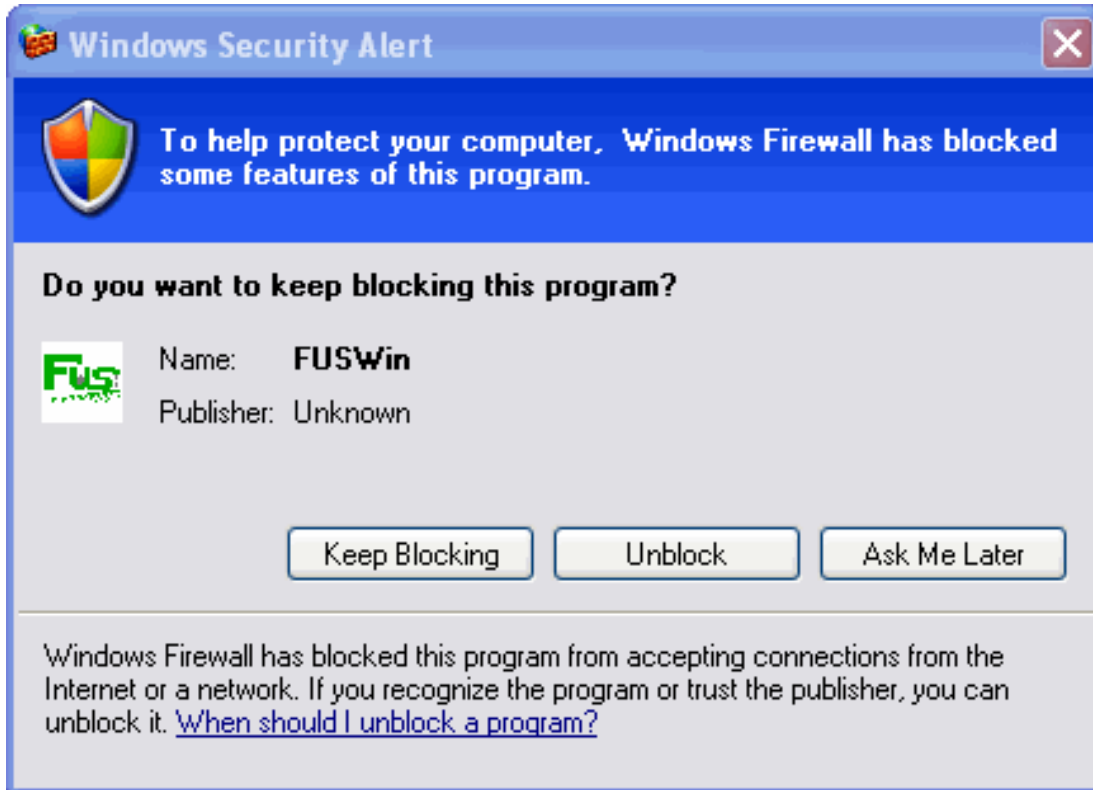 Windows Security Alert
To help protect your computer, Windows Firewall has blocked
some features of this program.
Do you want to keep blocking this program?
Fus
Name: FUSWin
Publisher: Unknown
Keep Blocking Unblock Ask Me Later
Windows Firewall has blocked this program from accepting connections from the
Internet or a network. If you recognize the program or trust the publisher, you can
unblock it. When should I unblock a program?